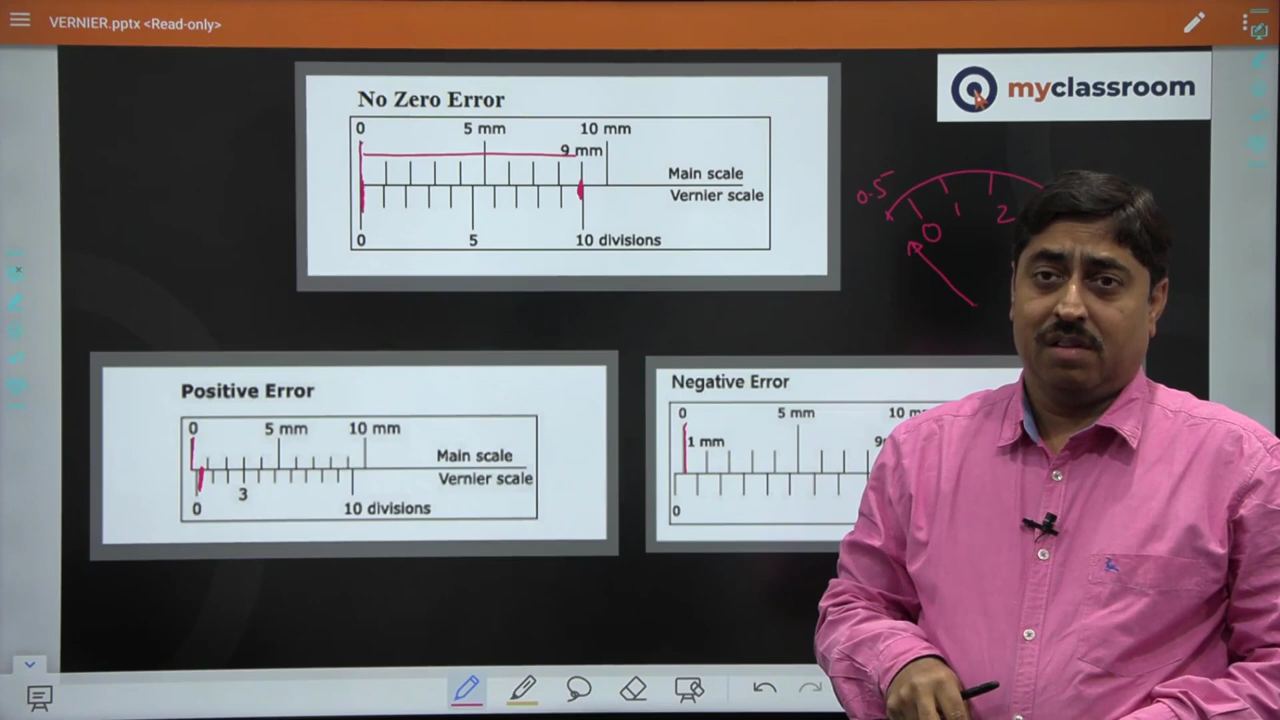 VERNIER.pptx <Read-only>
myclassroom
No Zero Error
0 5 mm 10 mm
9 mm
Main scale
Vernier scale
0 5 10 divisions
0.5
0 1 2
Positive Error
0 5 mm 10 mm
Main scale
Vernier scale
3
0 10 divisions
Negative Error
0 5 mm 10
1 mm
0